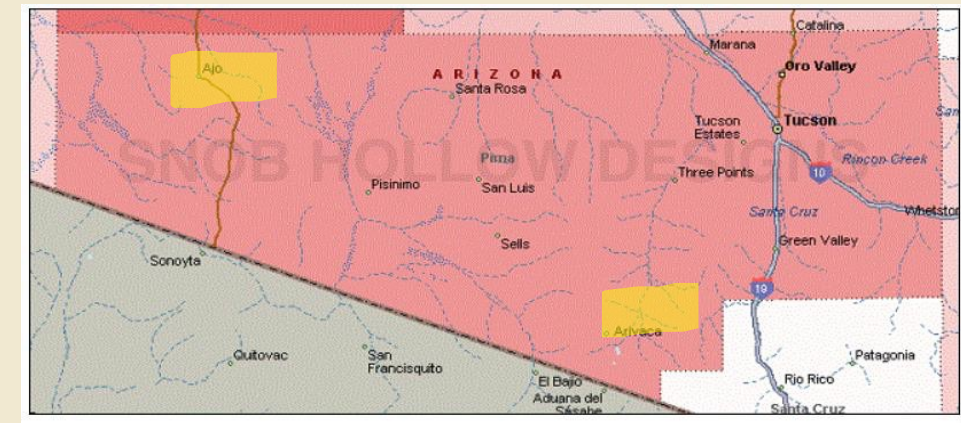 Catalina
Marana
Ajo
Oro Valley
ARIZONA
Santa Rosa
Tucson
Estates
Tucson
SNOB HOLLOW DESIGNS
Pima
Rincon Creek
Three Points
10
Pisinimo
San Luis
Santa Cruz
Sells
Green Valley
Sonoyta
19
Arivaca
Quitovac
San
Francisquito
Patagonia
El Bajio
Rio Rico
Aduana del
Sásabe
Santa Cruz